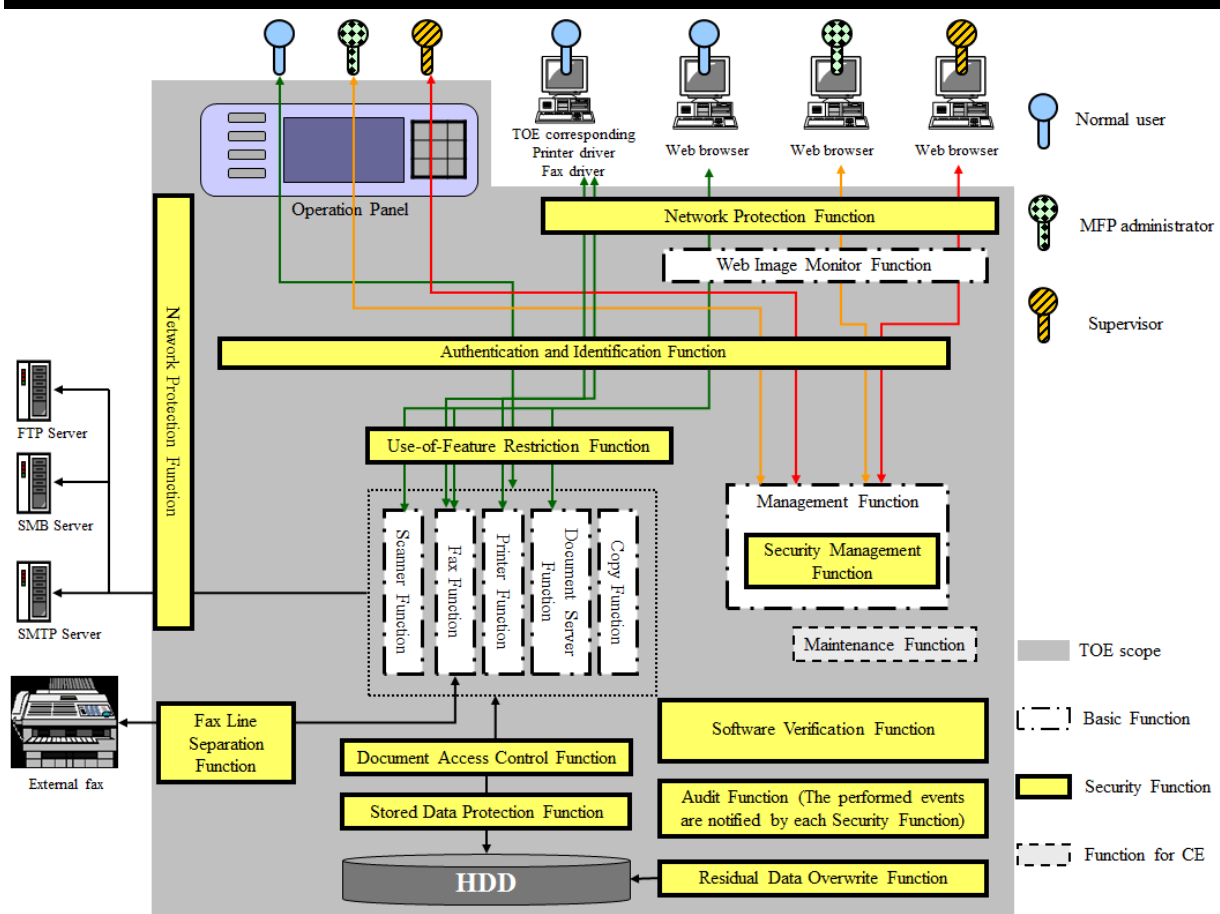 TOE corresponding
Printer driver
Fax driver
Web browser
Web browser
Web browser
Normal user
Operation Panel
Network Protection Function
MFP administrator
Web Image Monitor Function
Network Protection Function
Supervisor
Authentication and Identification Function
FTP Server
Use-of-Feature Restriction Function
SMB Server
Management Function
Security Management
Function
Scanner Function
Fax Function
Printer Function
Document Server
Function
Copy Function
SMTP Server
Maintenance Function
TOE scope
Fax Line
Separation
Function
External fax
Software Verification Function
Basic Function
Document Access Control Function
Stored Data Protection Function
Audit Function (The performed events
are notified by each Security Function)
Security Function
HDD
Residual Data Overwrite Function
Function for CE